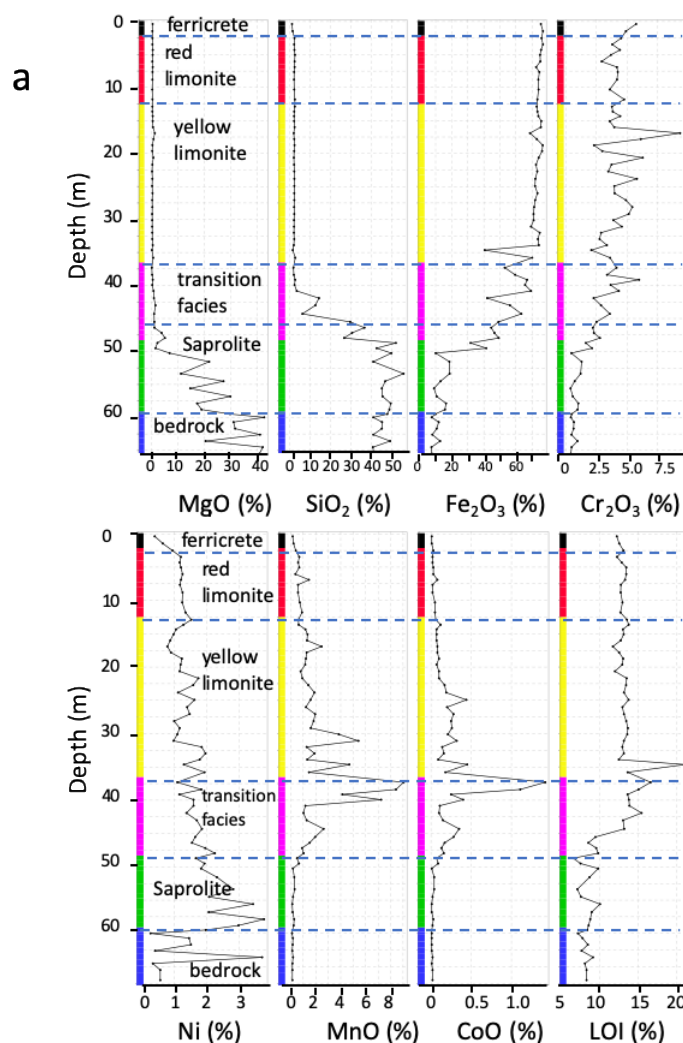 a
Depth (m)
0
10
20
30
40
50
60
ferricrete
red
limonite
yellow
limonite
transition
facies
Saprolite
bedrock
0 10 20 30 40
0 10 20 30 40 50
0 20 40 60
0 2.5 5.0 7.5
MgO (%) SiO₂ (%) Fe₂O₃ (%) Cr₂O₃ (%)
Depth (m)
0
10
20
30
40
50
60
ferricrete
red
limonite
yellow
limonite
transition
facies
Saprolite
bedrock
0 1 2 3
0 2 4 6 8
0 0.5 1.0
5 10 15 20
Ni (%) MnO (%) CoO (%) LOI (%)